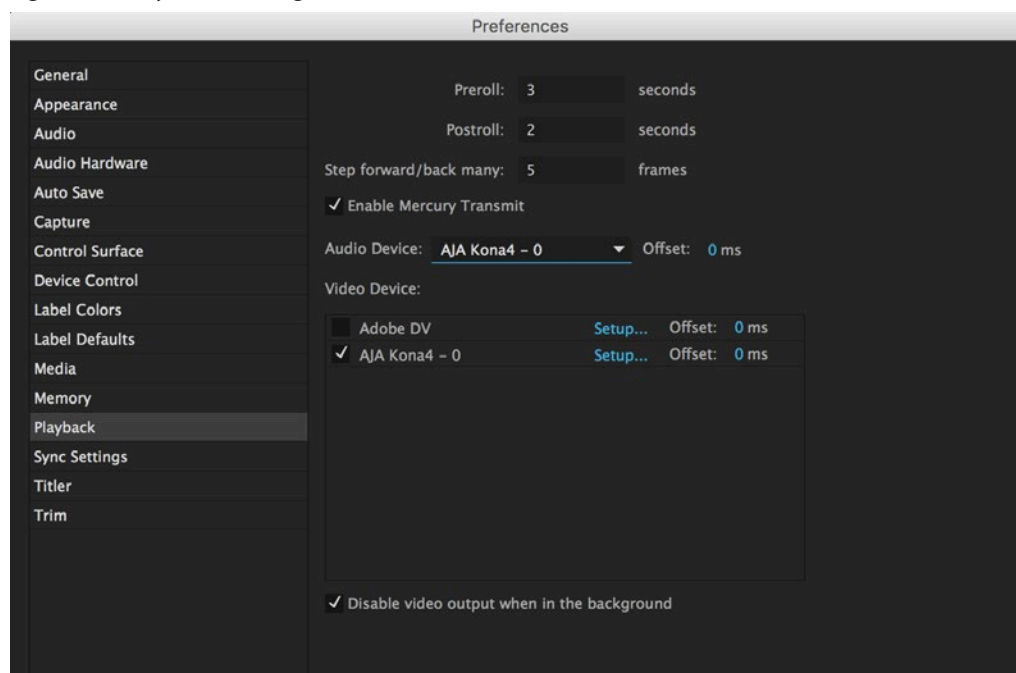 Preferences
General
Appearance
Audio
Audio Hardware
Auto Save
Capture
Control Surface
Device Control
Label Colors
Label Defaults
Media
Memory
Playback
Sync Settings
Titler
Trim
Preroll: 3 seconds
Postroll: 2 seconds
Step forward/back many: 5 frames
Enable Mercury Transmit
Audio Device: AJA Kona4 – 0 Offset: 0 ms
Video Device:
Adobe DV Setup... Offset: 0 ms
AJA Kona4 – 0 Setup... Offset: 0 ms
Disable video output when in the background